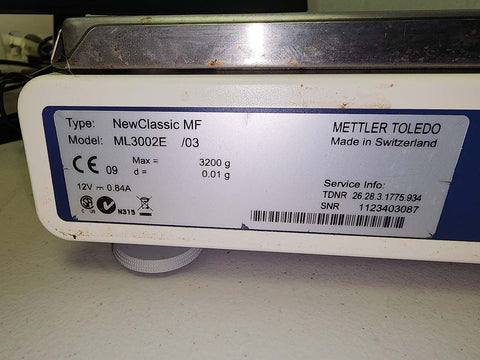 Type: NewClassic MF
METTLER TOLEDO
Model: ML3002E /03
Made in Switzerland
CE 09
Max = 3200 g
d = 0.01 g
12V ⎓ 0.84A
Service Info:
TDNR 26.28.3.1775.934
SNR 1123403087
N315